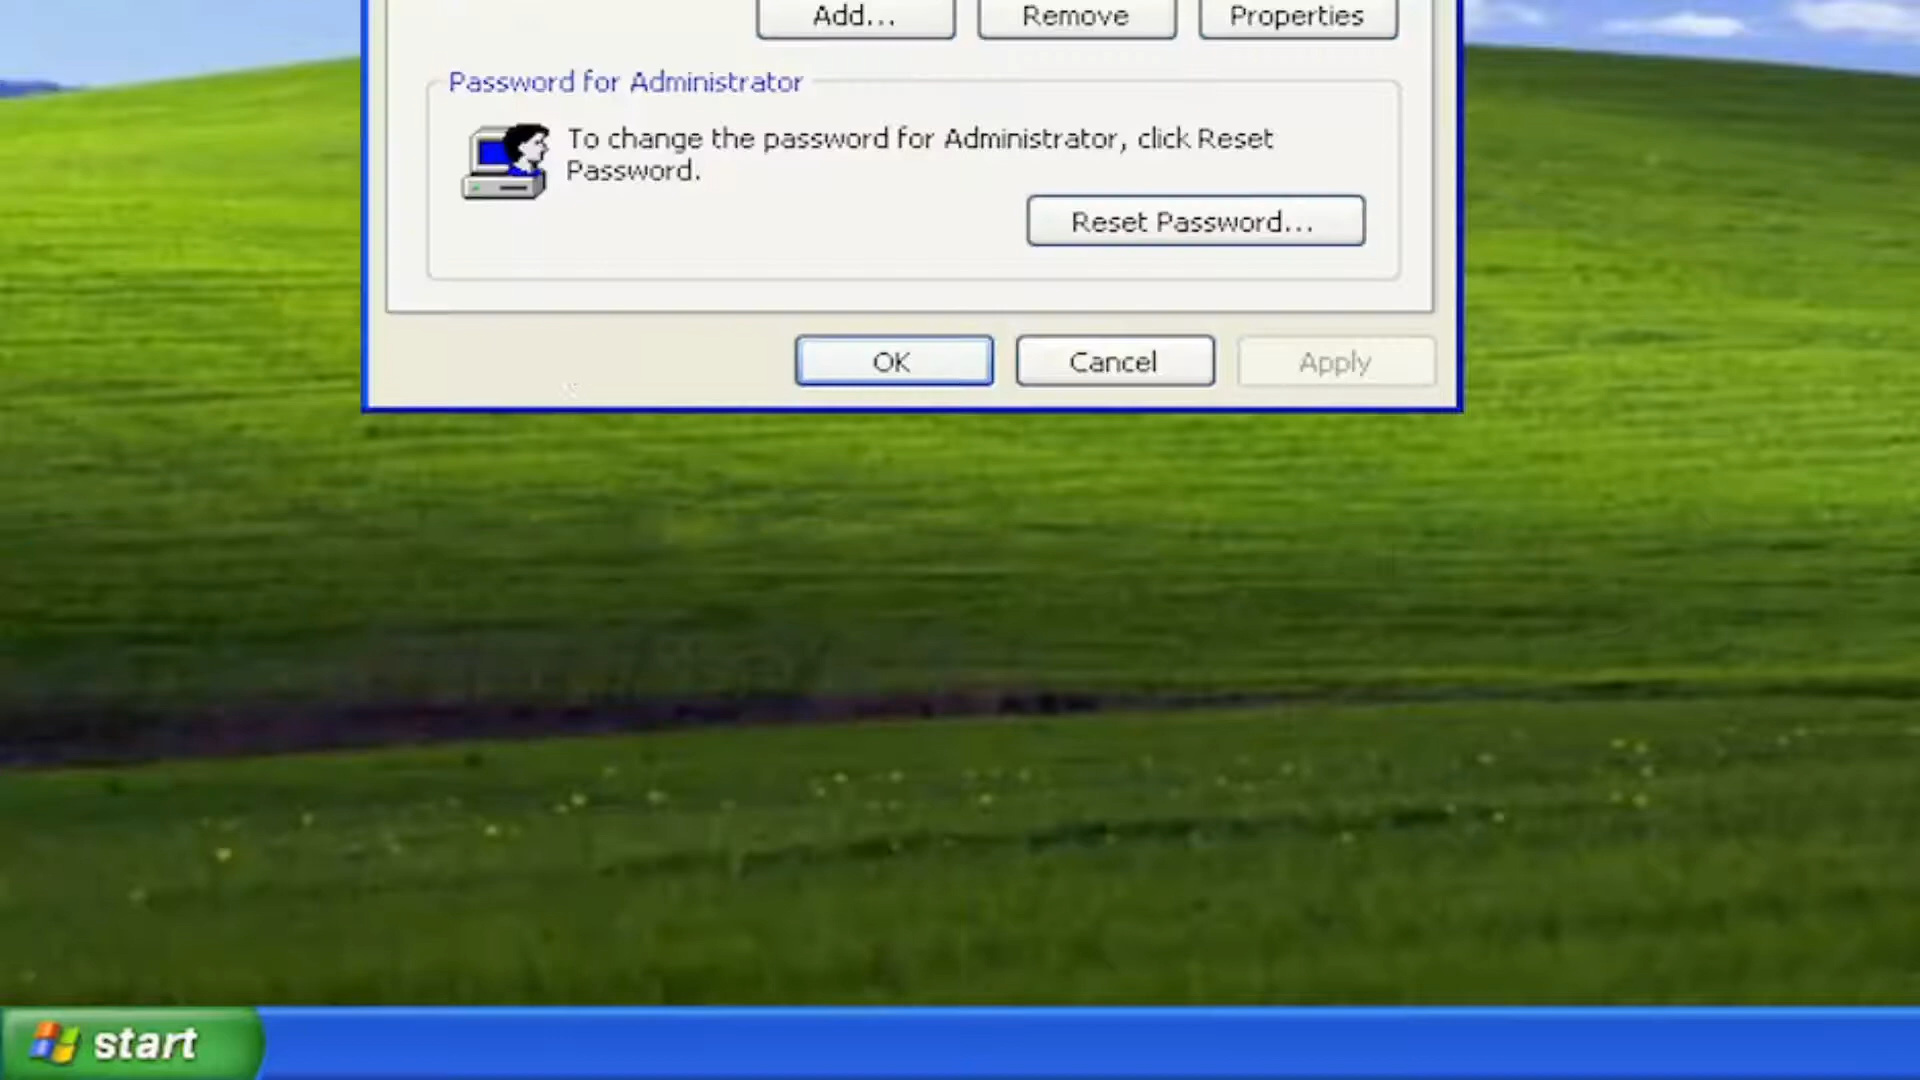 Add... Remove Properties
Password for Administrator
To change the password for Administrator, click Reset
Password.
Reset Password...
OK Cancel Apply
start